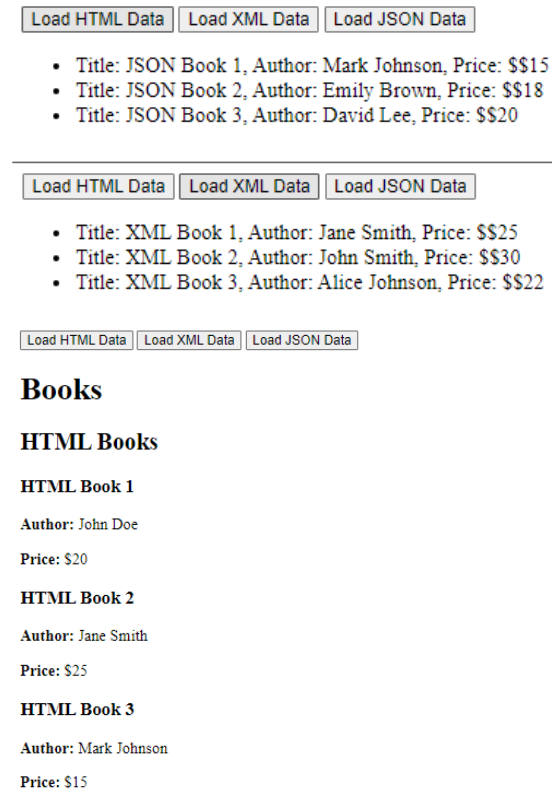 Load HTML Data Load XML Data Load JSON Data
Title: JSON Book 1, Author: Mark Johnson, Price: $$15
Title: JSON Book 2, Author: Emily Brown, Price: $$18
Title: JSON Book 3, Author: David Lee, Price: $$20
Load HTML Data Load XML Data Load JSON Data
Title: XML Book 1, Author: Jane Smith, Price: $$25
Title: XML Book 2, Author: John Smith, Price: $$30
Title: XML Book 3, Author: Alice Johnson, Price: $$22
Load HTML Data Load XML Data Load JSON Data
Books
HTML Books
HTML Book 1
Author: John Doe
Price: $20
HTML Book 2
Author: Jane Smith
Price: $25
HTML Book 3
Author: Mark Johnson
Price: $15